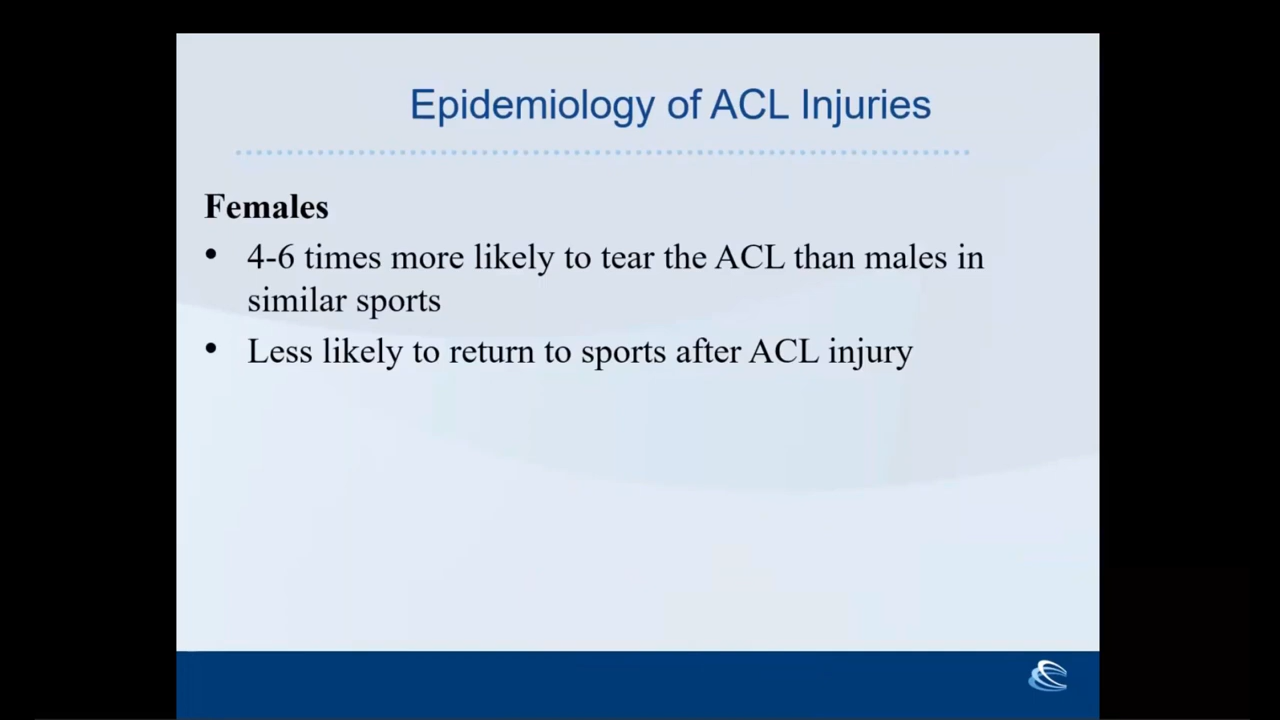 Epidemiology of ACL Injuries
Females
• 4-6 times more likely to tear the ACL than males in
similar sports
• Less likely to return to sports after ACL injury